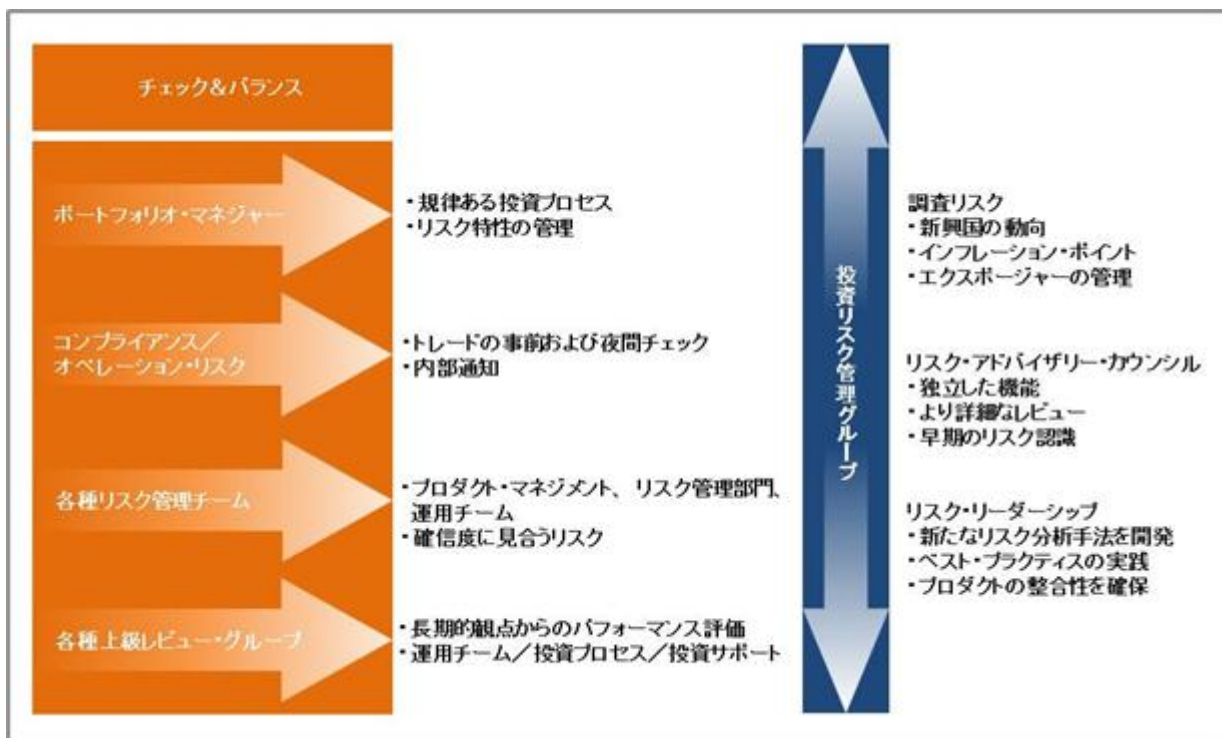 チェック&バランス
ポートフォリオ・マネジャー
・規律ある投資プロセス
・リスク特性の管理
コンプライアンス／
オペレーション・リスク
・トレードの事前および夜間チェック
・内部通知
各種リスク管理チーム
・プロダクト・マネジメント、リスク管理部門、
運用チーム
・確信度に見合うリスク
各種上級レビュー・グループ
・長期的観点からのパフォーマンス評価
・運用チーム／投資プロセス／投資サポート
投資リスク管理グループ
調査リスク
・新興国の動向
・インフレーション・ポイント
・エクスポージャーの管理
リスク・アドバイザリー・カウンシル
・独立した機能
・より詳細なレビュー
・早期のリスク認識
リスク・リーダーシップ
・新たなリスク分析手法を開発
・ベスト・プラクティスの実践
・プロダクトの整合性を確保